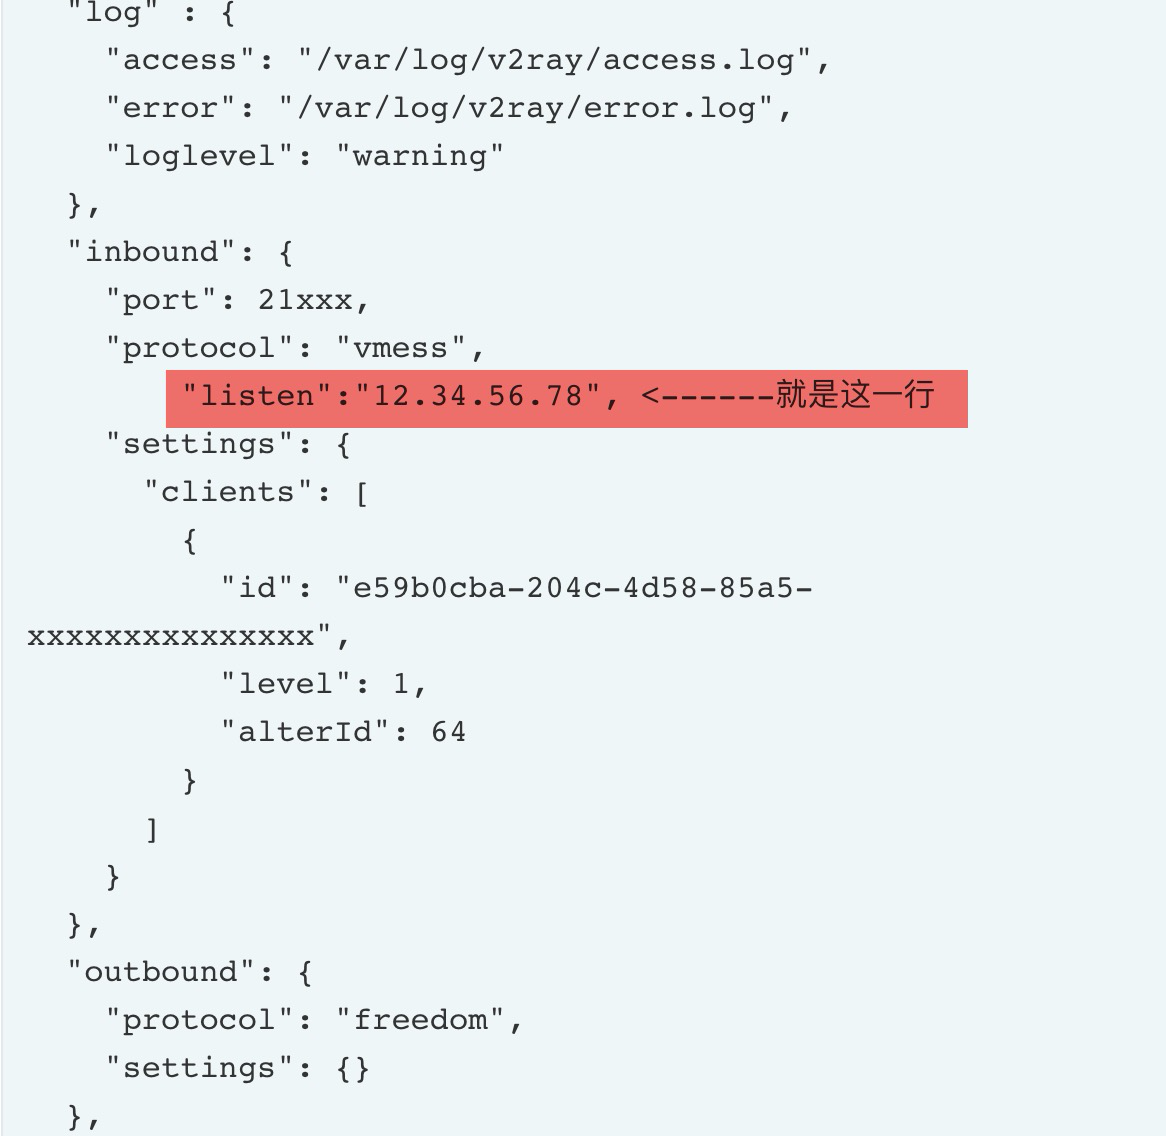 "log" : {
"access": "/var/log/v2ray/access.log",
"error": "/var/log/v2ray/error.log",
"loglevel": "warning"
},
"inbound": {
"port": 21xxx,
"protocol": "vmess",
"listen":"12.34.56.78", <------就是这一行
"settings": {
"clients": [
{
"id": "e59b0cba-204c-4d58-85a5-
xxxxxxxxxxxxxxx",
"level": 1,
"alterId": 64
}
]
}
},
"outbound": {
"protocol": "freedom",
"settings": {}
},